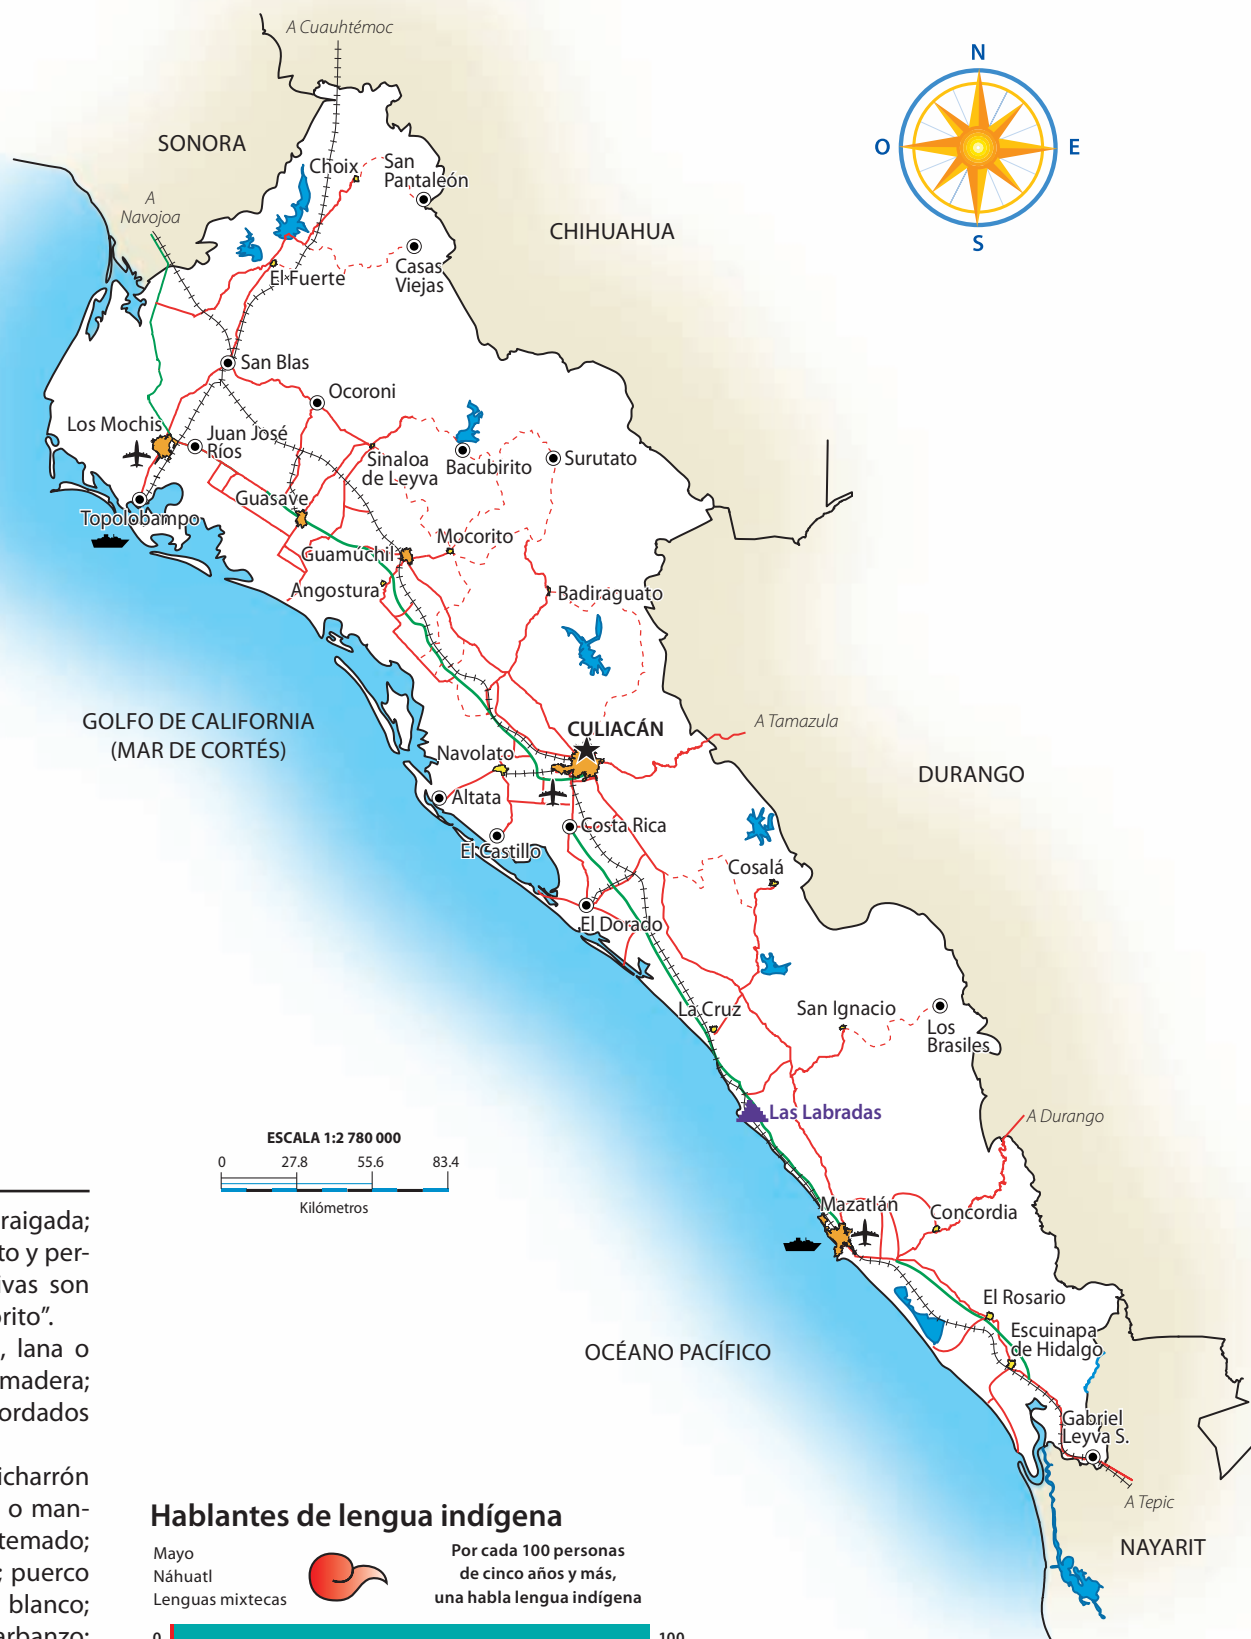 A Cuauhtémoc
N
O
E
S
SONORA
Choix
San
Pantaleón
A
Navojoa
CHIHUAHUA
El Fuerte
Casas
Viejas
San Blas
Ocoroni
Los Mochis
Juan José
Ríos
Sinaloa
de Leyva
Bacubirito
Surutato
Guasave
Topolobampo
Mocorito
Guamúchil
Angostura
Badiraguato
GOLFO DE CALIFORNIA
(MAR DE CORTÉS)
CULIACÁN
A Tamazula
Navolato
DURANGO
Altata
Costa Rica
El Castillo
Cosalá
El Dorado
La Cruz
San Ignacio
Los
Brasiles
Las Labradas
A Durango
ESCALA 1:2 780 000
0 27.8 55.6 83.4
Kilómetros
Mazatlán
Concordia
El Rosario
Escuinapa
de Hidalgo
OCÉANO PACÍFICO
Gabriel
Leyva S.
A Tepic
NAYARIT
raigada;
to y per-
ivas son
rito”.
, lana o
madera;
ordados
icharrón
o man-
temado;
; puerco
blanco;
arbanzo;
Hablantes de lengua indígena
Mayo
Náhuatl
Lenguas mixtecas
Por cada 100 personas
de cinco años y más,
una habla lengua indígena
0 100